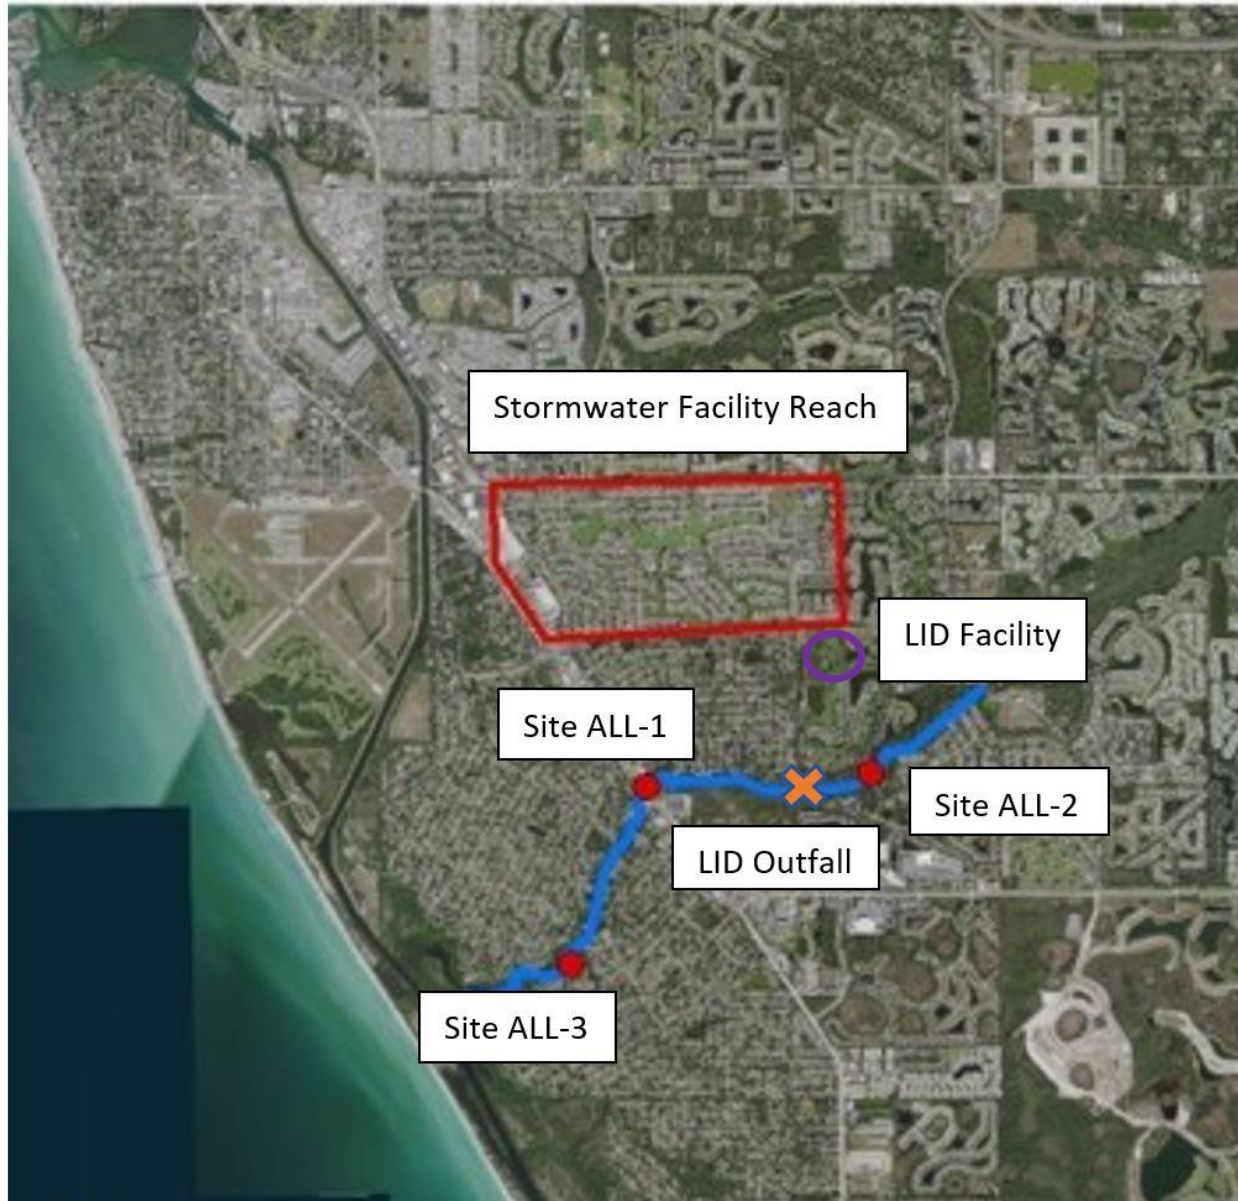 Stormwater Facility Reach
LID Facility
Site ALL-1
Site ALL-2
LID Outfall
Site ALL-3